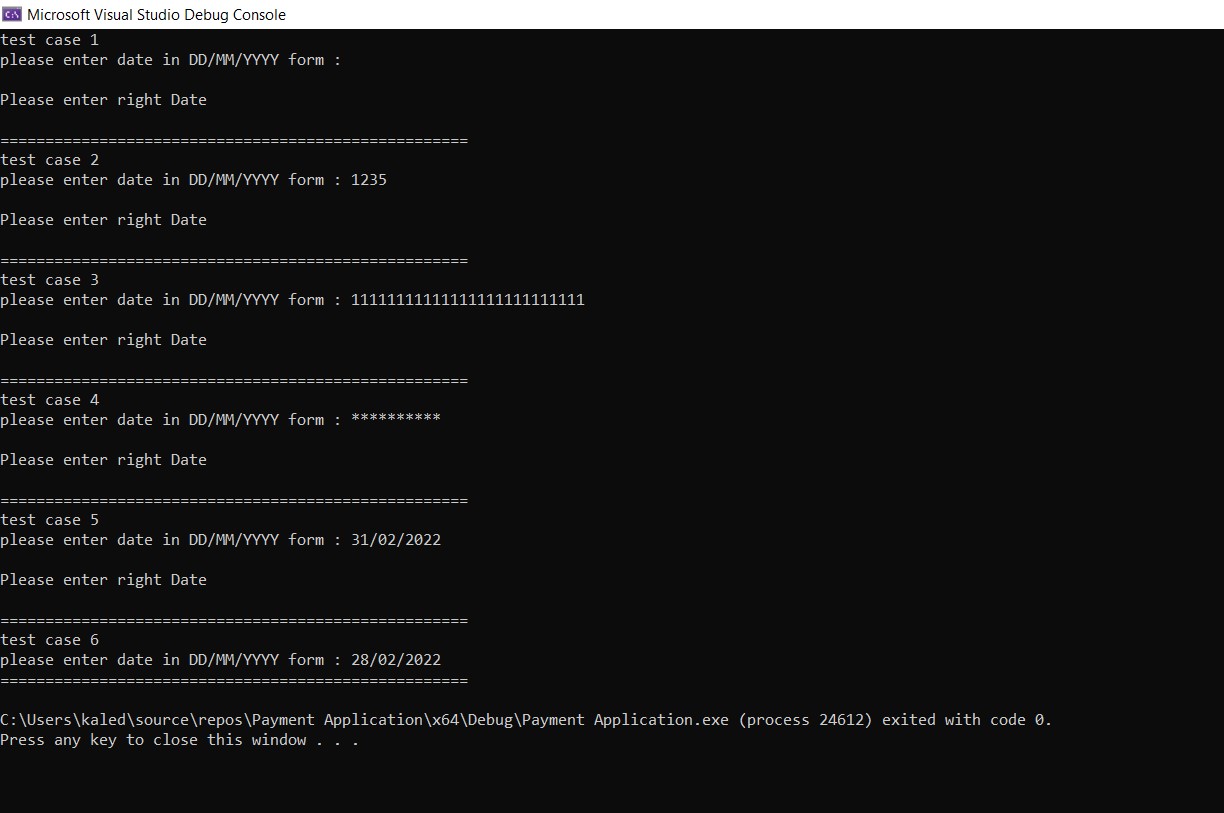 Microsoft Visual Studio Debug Console
test case 1
please enter date in DD/MM/YYYY form :
Please enter right Date
====================================================
test case 2
please enter date in DD/MM/YYYY form : 1235
Please enter right Date
====================================================
test case 3
please enter date in DD/MM/YYYY form : 11111111111111111111111111
Please enter right Date
====================================================
test case 4
please enter date in DD/MM/YYYY form : **********
Please enter right Date
====================================================
test case 5
please enter date in DD/MM/YYYY form : 31/02/2022
Please enter right Date
====================================================
test case 6
please enter date in DD/MM/YYYY form : 28/02/2022
====================================================
C:\Users\kaled\source\repos\Payment Application\x64\Debug\Payment Application.exe (process 24612) exited with code 0.
Press any key to close this window . . .